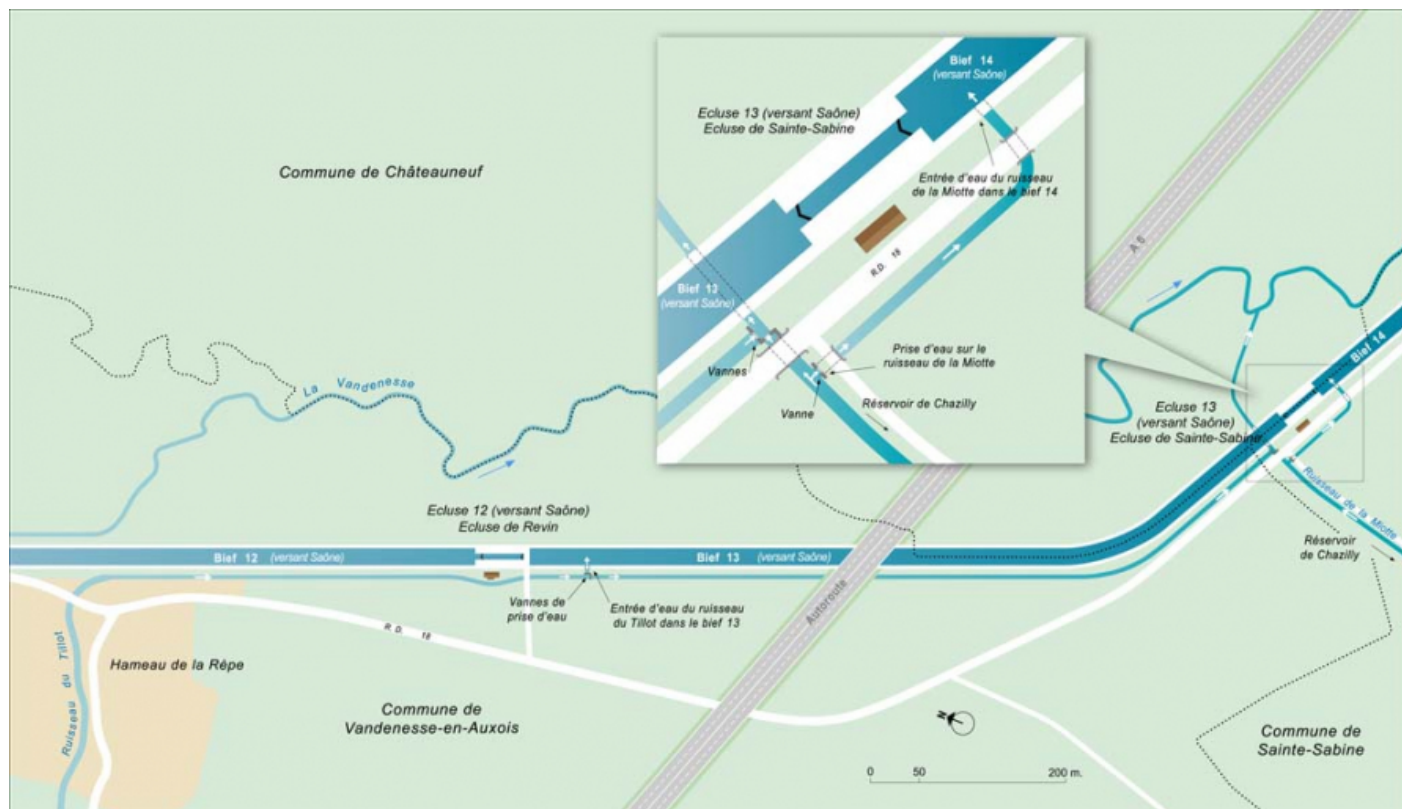 Commune de Châteauneuf
Bief 14
(versant Saône)
Ecluse 13 (versant Saône)
Ecluse de Sainte-Sabine
Entrée d'eau du ruisseau
de la Miotte dans le bief 14
R.D. 18
Bief 13
(versant Saône)
Vannes
Prise d'eau sur le
ruisseau de la Miotte
Vanne
Réservoir de Chazilly
A 6
Bief 14
La Vandenesse
Ecluse 13
(versant Saône)
Ecluse de Sainte-Sabine
Ruisseau de la Miotte
Réservoir
de Chazilly
Ecluse 12 (versant Saône)
Ecluse de Revin
Bief 12 (versant Saône)
Bief 13 (versant Saône)
Vannes de
prise d'eau
Entrée d'eau du ruisseau
du Tillot dans le bief 13
Autoroute
R. D. 18
Hameau de la Rèpe
Ruisseau du Tillot
Commune de
Vandenesse-en-Auxois
N
Commune de
Sainte-Sabine
0 50 200 m.